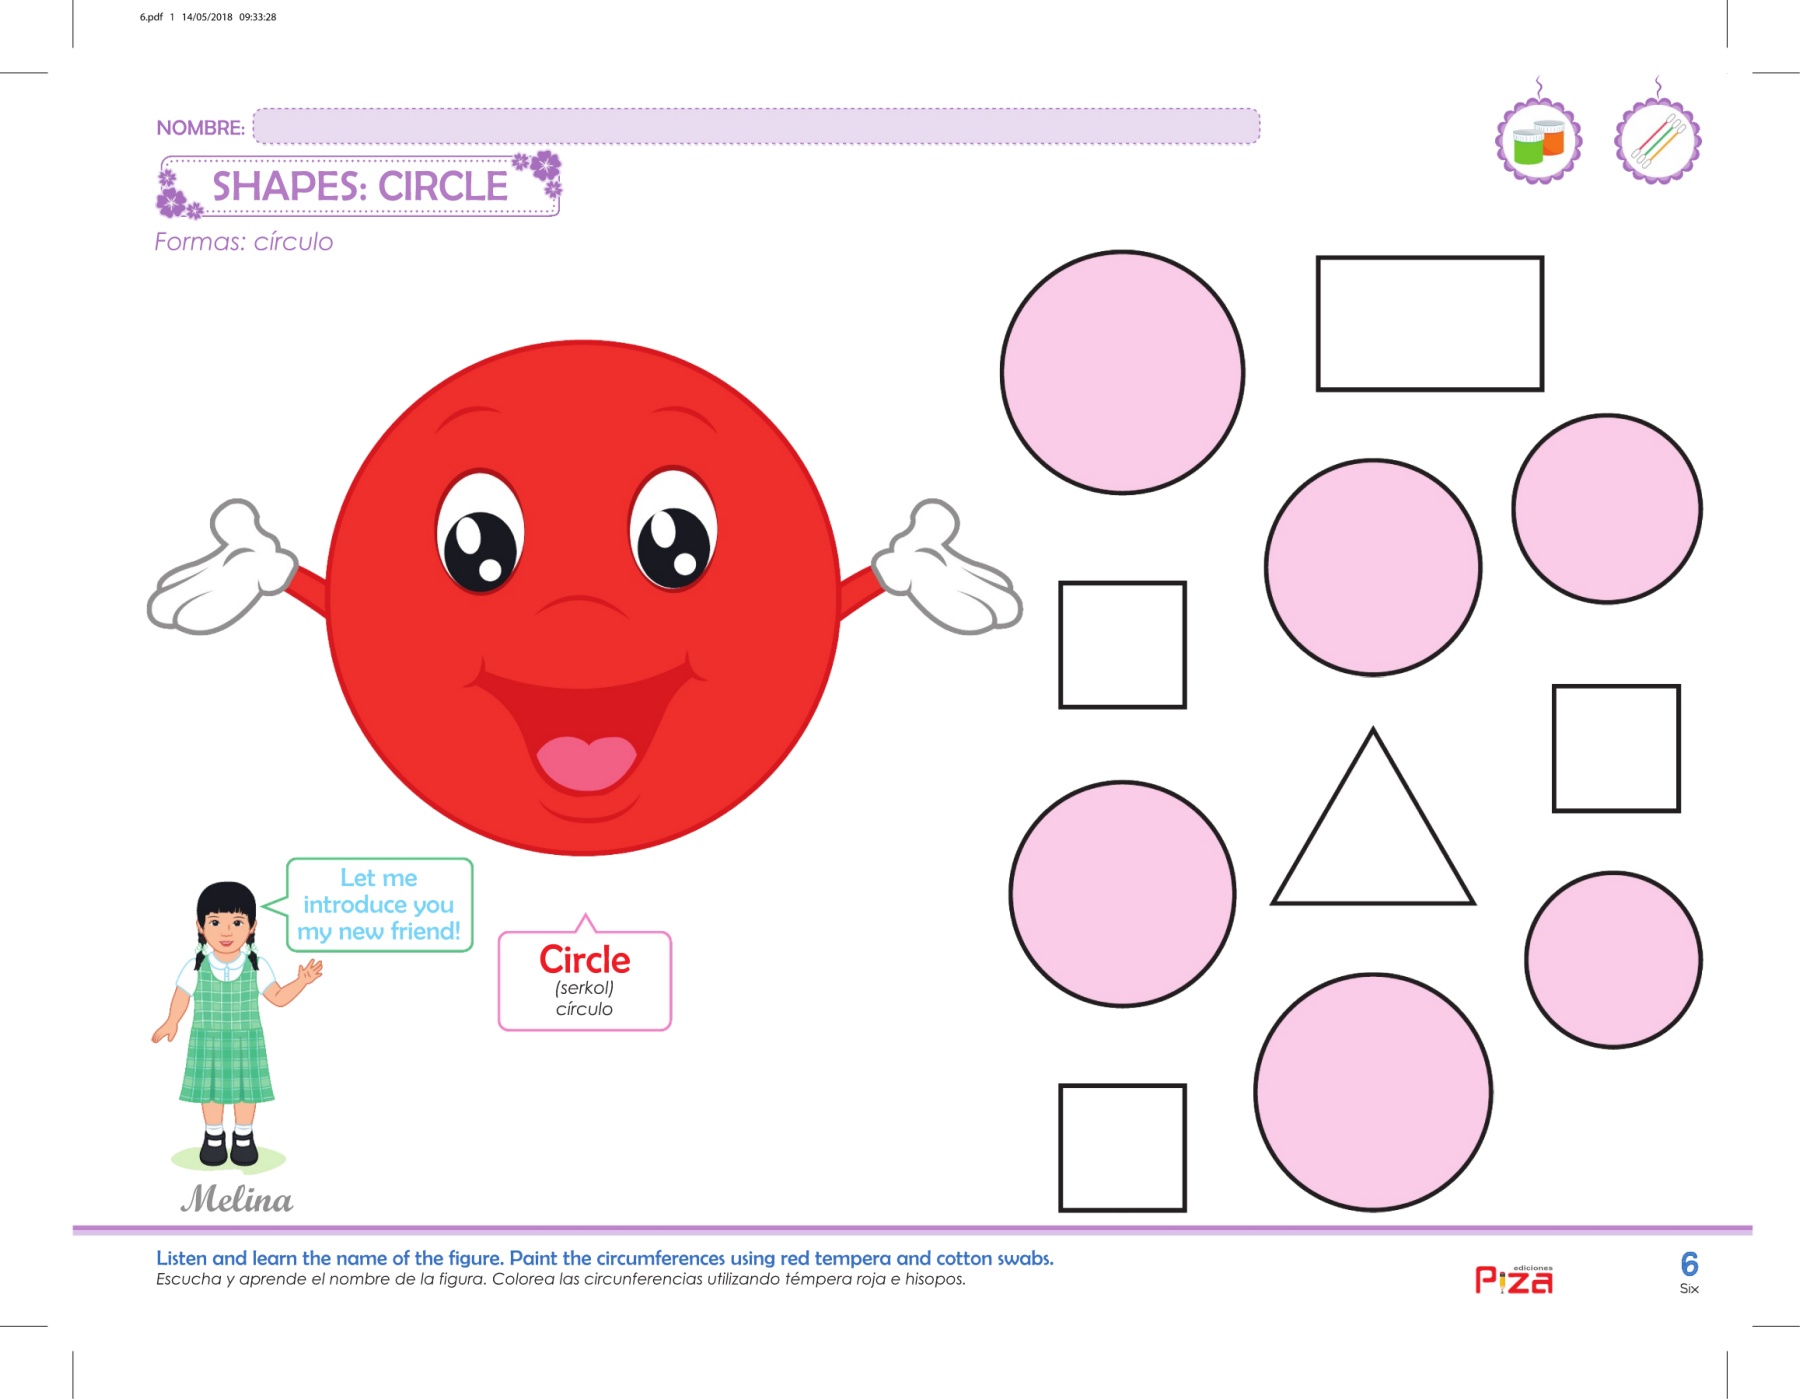 6.pdf 1 14/05/2018 09:33:28
NOMBRE:
SHAPES: CIRCLE
Formas: círculo
Let me
introduce you
my new friend!
Circle
(serkol)
círculo
Melina
Listen and learn the name of the figure. Paint the circumferences using red tempera and cotton swabs.
Escucha y aprende el nombre de la figura. Colorea las circunferencias utilizando témpera roja e hisopos.
ediciones
Piza
6
Six